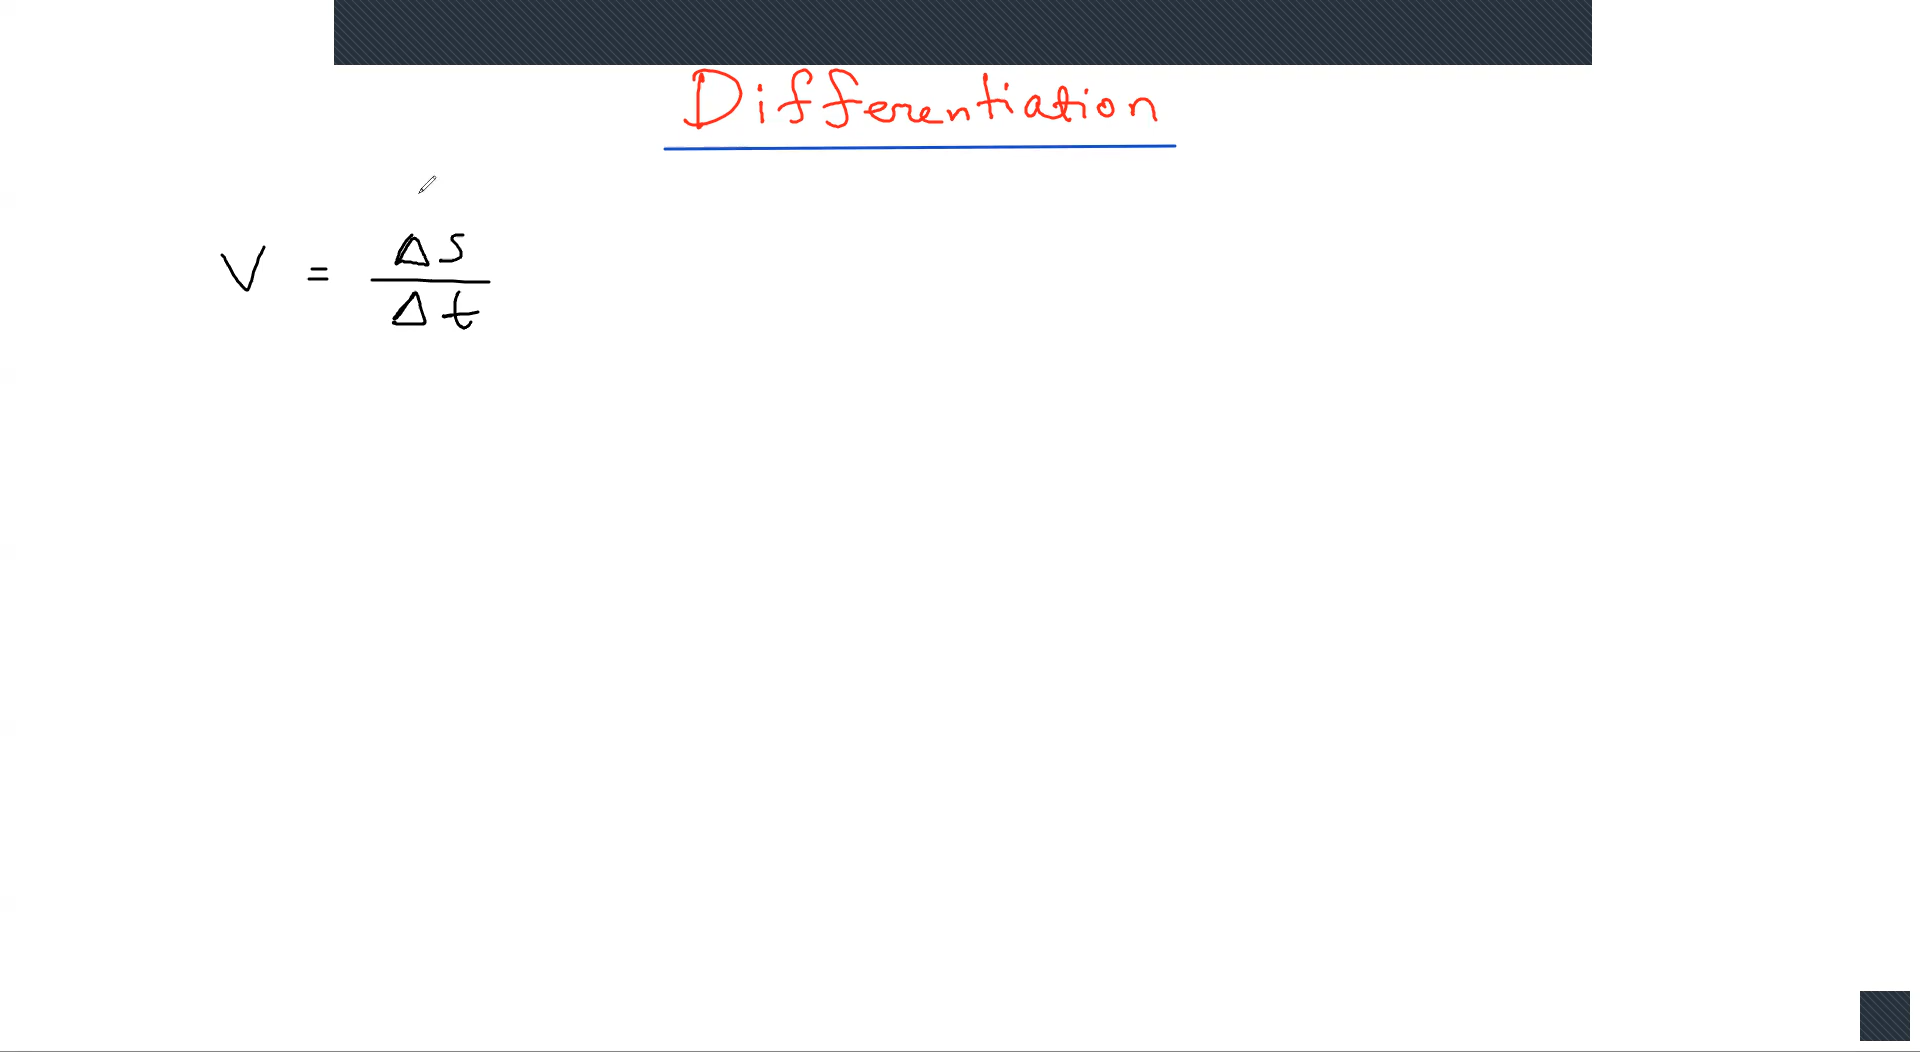 Differentiation
V = Δs / Δt